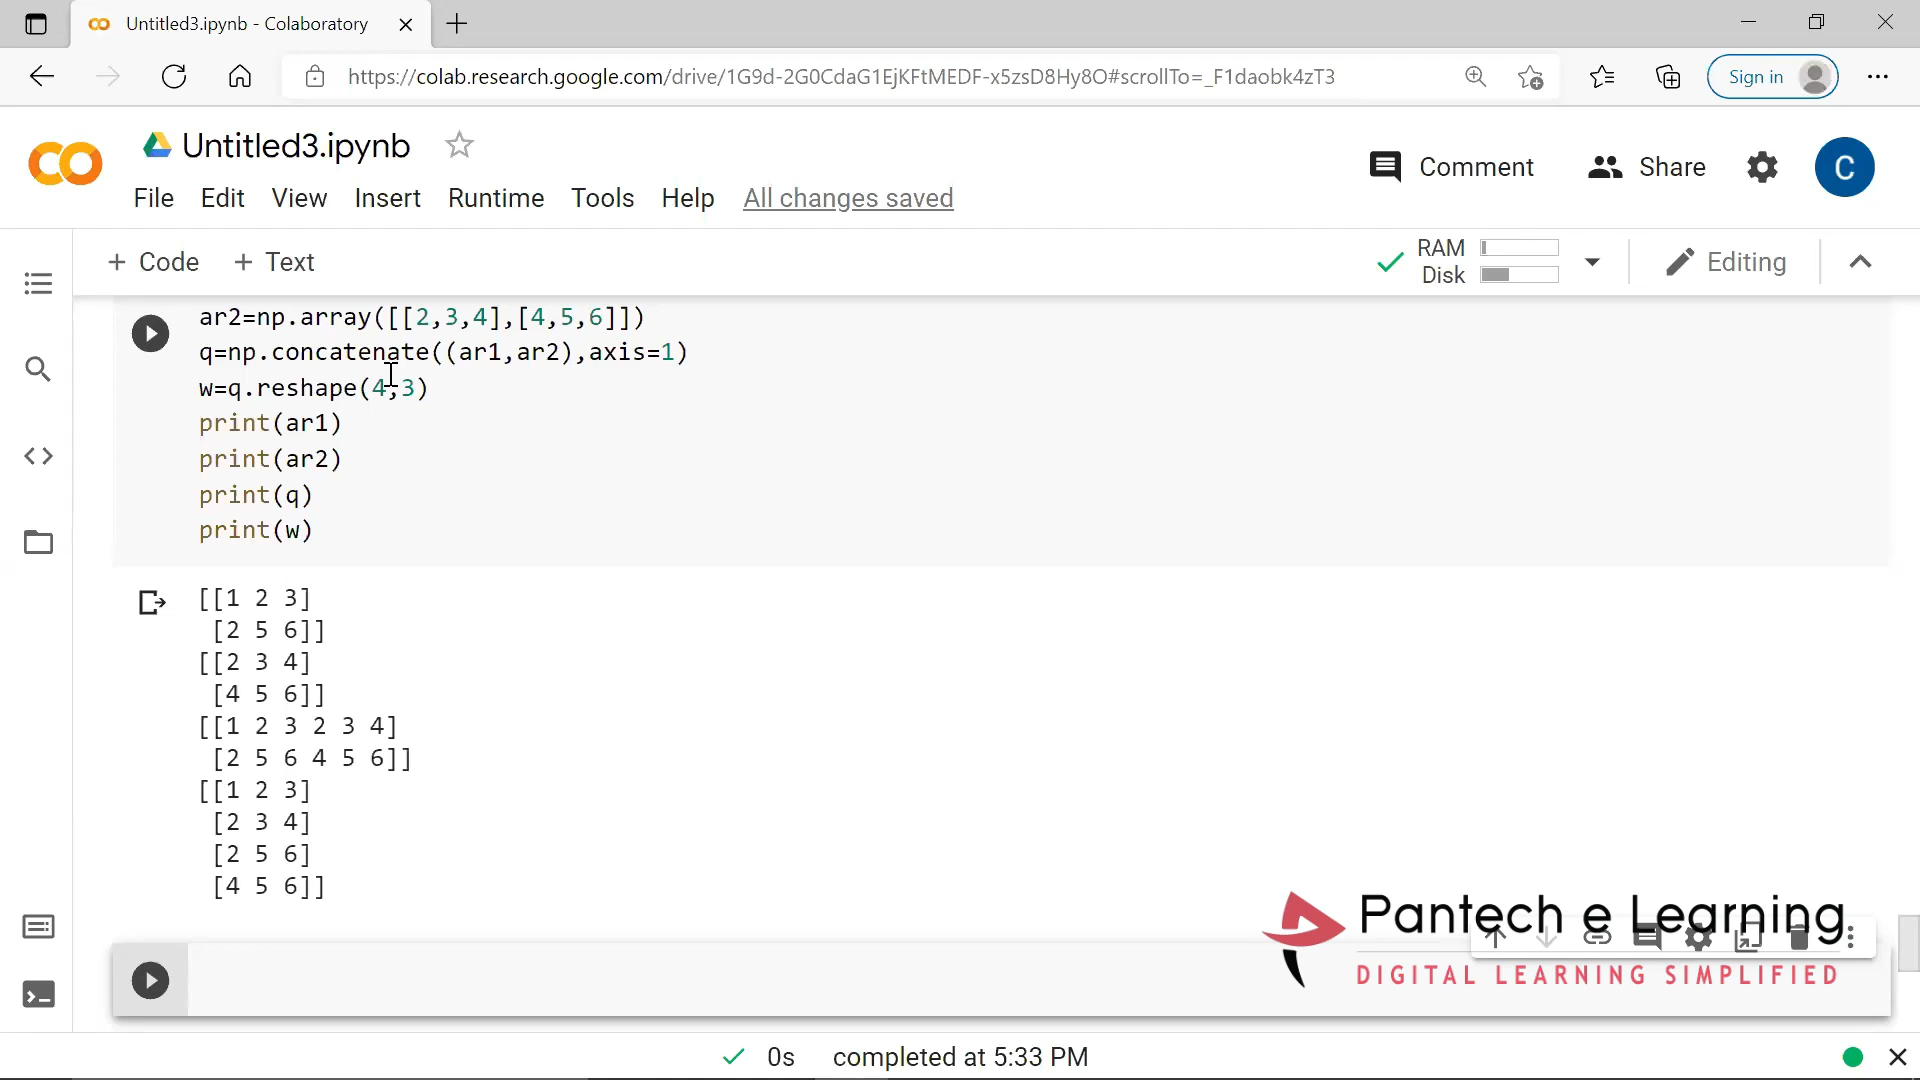 Untitled3.ipynb - Colaboratory
https://colab.research.google.com/drive/1G9d-2G0CdaG1EjKFtMEDF-x5zsD8Hy8O#scrollTo=_F1daobk4zT3
Sign in
Untitled3.ipynb
Comment
Share
C
File Edit View Insert Runtime Tools Help All changes saved
+ Code + Text
RAM
Disk
Editing
ar2=np.array([[2,3,4],[4,5,6]])
q=np.concatenate((ar1,ar2),axis=1)
w=q.reshape(4,3)
print(ar1)
print(ar2)
print(q)
print(w)
[[1 2 3]
[2 5 6]]
[[2 3 4]
[4 5 6]]
[[1 2 3 2 3 4]
[2 5 6 4 5 6]]
[[1 2 3]
[2 3 4]
[2 5 6]
[4 5 6]]
Pantech e Learning
DIGITAL LEARNING SIMPLIFIED
0s completed at 5:33 PM